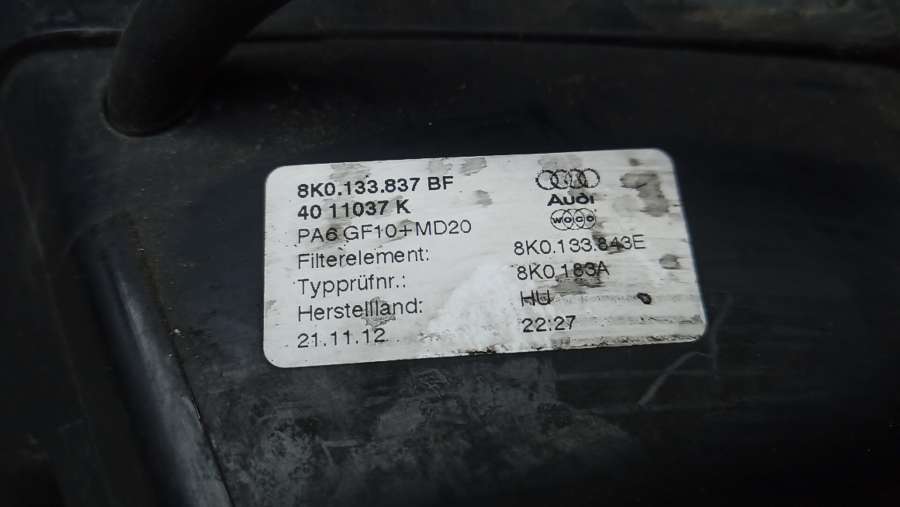 8K0.133.837 BF
40 11037 K
Audi
PA6 GF10+MD20
woco
Filterelement: 8K0.133.843E
Typprüfnr.: 8K0 183A
Herstellland: HU
21.11.12 22:27